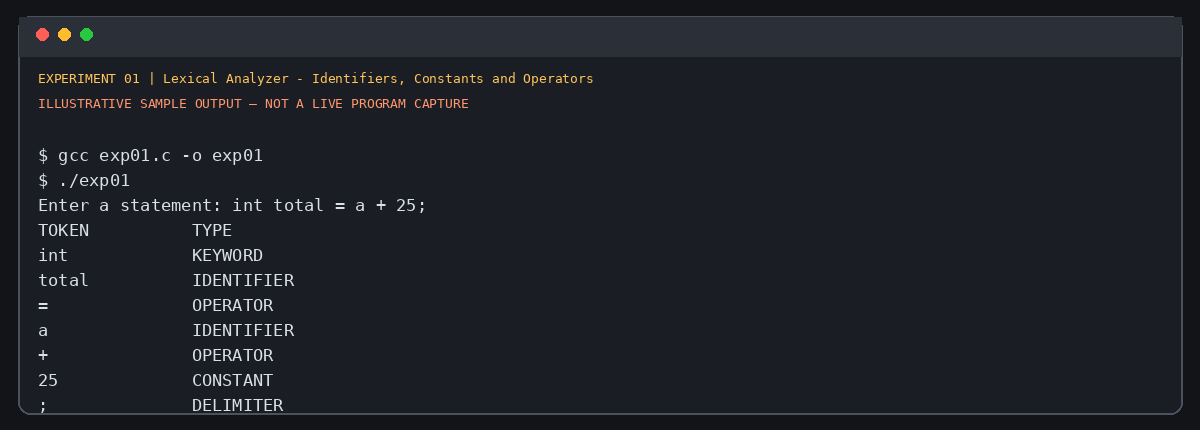 EXPERIMENT 01 | Lexical Analyzer - Identifiers, Constants and Operators
ILLUSTRATIVE SAMPLE OUTPUT — NOT A LIVE PROGRAM CAPTURE
$ gcc exp01.c -o exp01
$ ./exp01
Enter a statement: int total = a + 25;
TOKEN          TYPE
int            KEYWORD
total          IDENTIFIER
=              OPERATOR
a              IDENTIFIER
+              OPERATOR
25             CONSTANT
;              DELIMITER